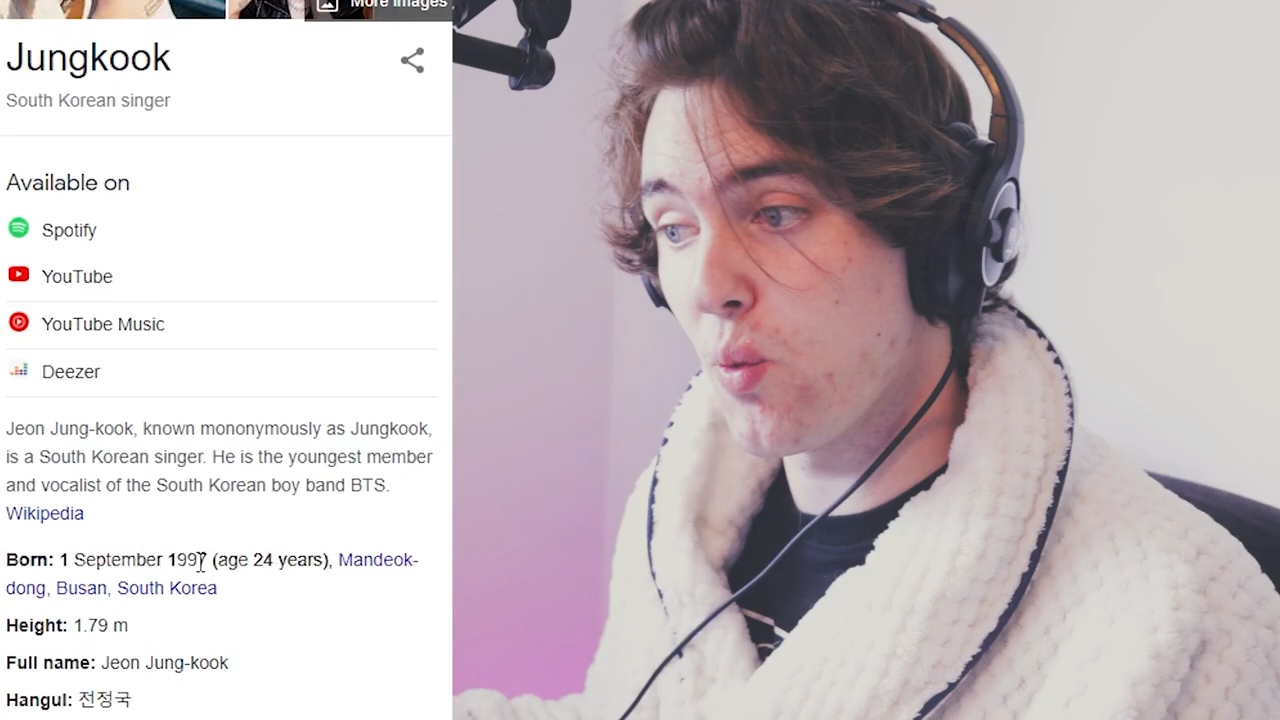 More images
Jungkook
South Korean singer
Available on
Spotify
YouTube
YouTube Music
Deezer
Jeon Jung-kook, known mononymously as Jungkook,
is a South Korean singer. He is the youngest member
and vocalist of the South Korean boy band BTS.
Wikipedia
Born: 1 September 1997 (age 24 years), Mandeok-
dong, Busan, South Korea
Height: 1.79 m
Full name: Jeon Jung-kook
Hangul: 전정국